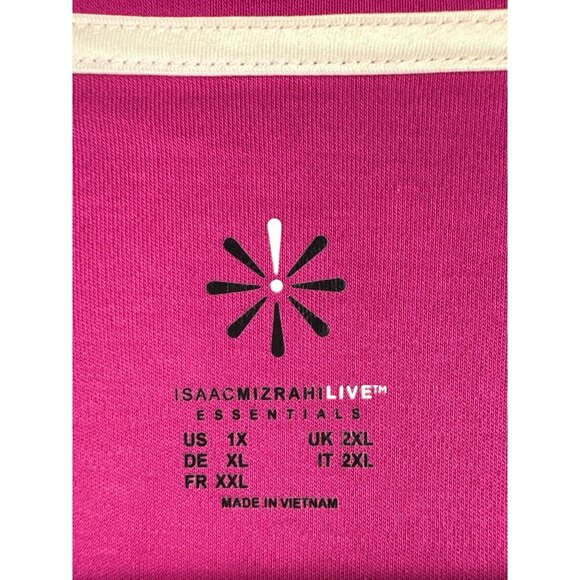 ISAACMIZRAHILIVE™
ESSENTIALS
US 1X UK 2XL
DE XL IT 2XL
FR XXL
MADE IN VIETNAM